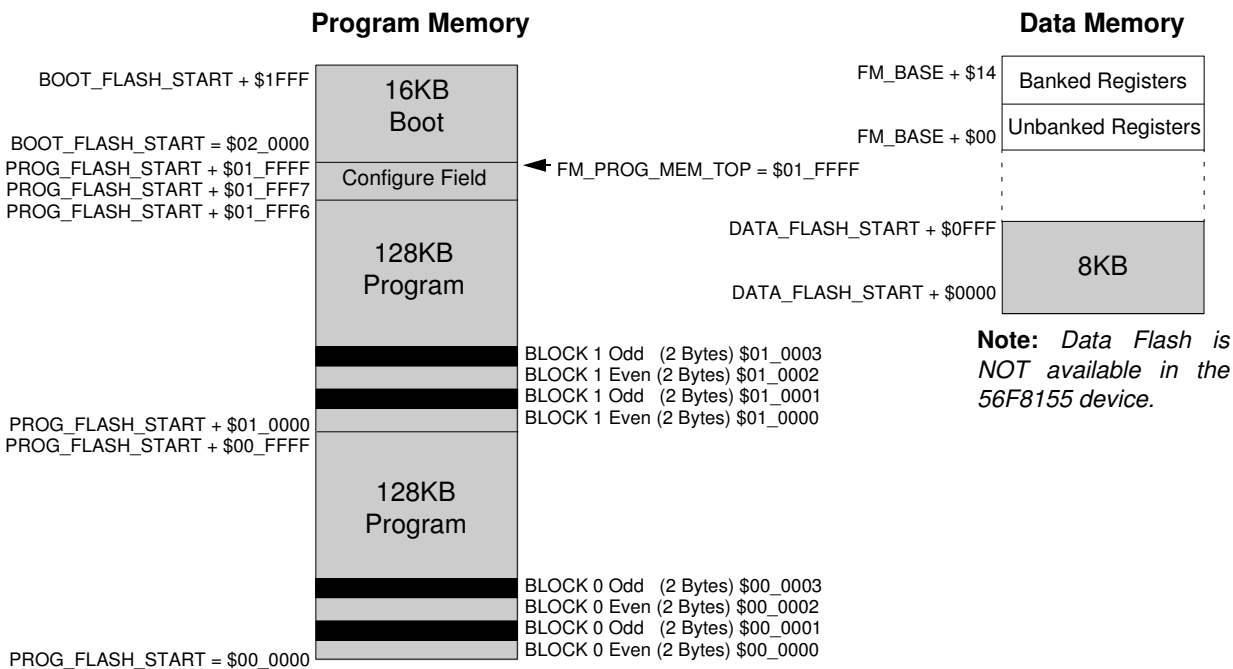 Program Memory
Data Memory
BOOT_FLASH_START + $1FFF
16KB
Boot
BOOT_FLASH_START = $02_0000
PROG_FLASH_START + $01_FFFF
PROG_FLASH_START + $01_FFF7
PROG_FLASH_START + $01_FFF6
Configure Field
FM_PROG_MEM_TOP = $01_FFFF
128KB
Program
BLOCK 1 Odd (2 Bytes) $01_0003
BLOCK 1 Even (2 Bytes) $01_0002
BLOCK 1 Odd (2 Bytes) $01_0001
BLOCK 1 Even (2 Bytes) $01_0000
PROG_FLASH_START + $01_0000
PROG_FLASH_START + $00_FFFF
128KB
Program
BLOCK 0 Odd (2 Bytes) $00_0003
BLOCK 0 Even (2 Bytes) $00_0002
BLOCK 0 Odd (2 Bytes) $00_0001
BLOCK 0 Even (2 Bytes) $00_0000
PROG_FLASH_START = $00_0000
FM_BASE + $14
Banked Registers
Unbanked Registers
FM_BASE + $00
DATA_FLASH_START + $0FFF
8KB
DATA_FLASH_START + $0000
Note: Data Flash is
NOT available in the
56F8155 device.